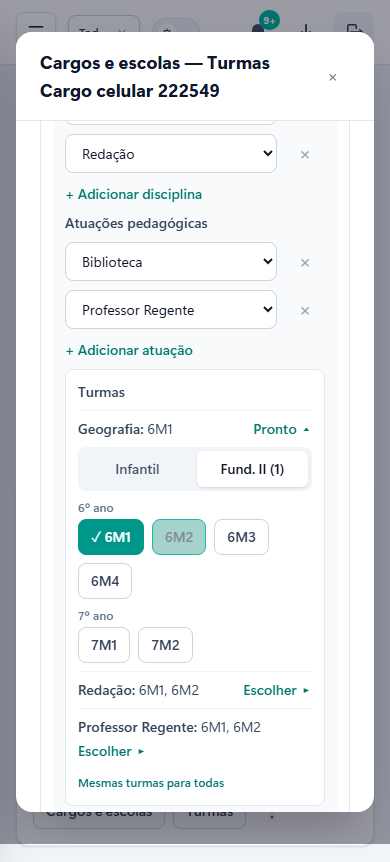 9+
Cargos e escolas — Turmas
Cargo celular 222549
×
Redação
×
+ Adicionar disciplina
Atuações pedagógicas
Biblioteca
×
Professor Regente
×
+ Adicionar atuação
Turmas
Geografia: 6M1 Pronto
Infantil Fund. II (1)
6º ano
✓ 6M1 6M2 6M3
6M4
7º ano
7M1 7M2
Redação: 6M1, 6M2 Escolher
Professor Regente: 6M1, 6M2
Escolher
Mesmas turmas para todas
Cargos e escolas Turmas